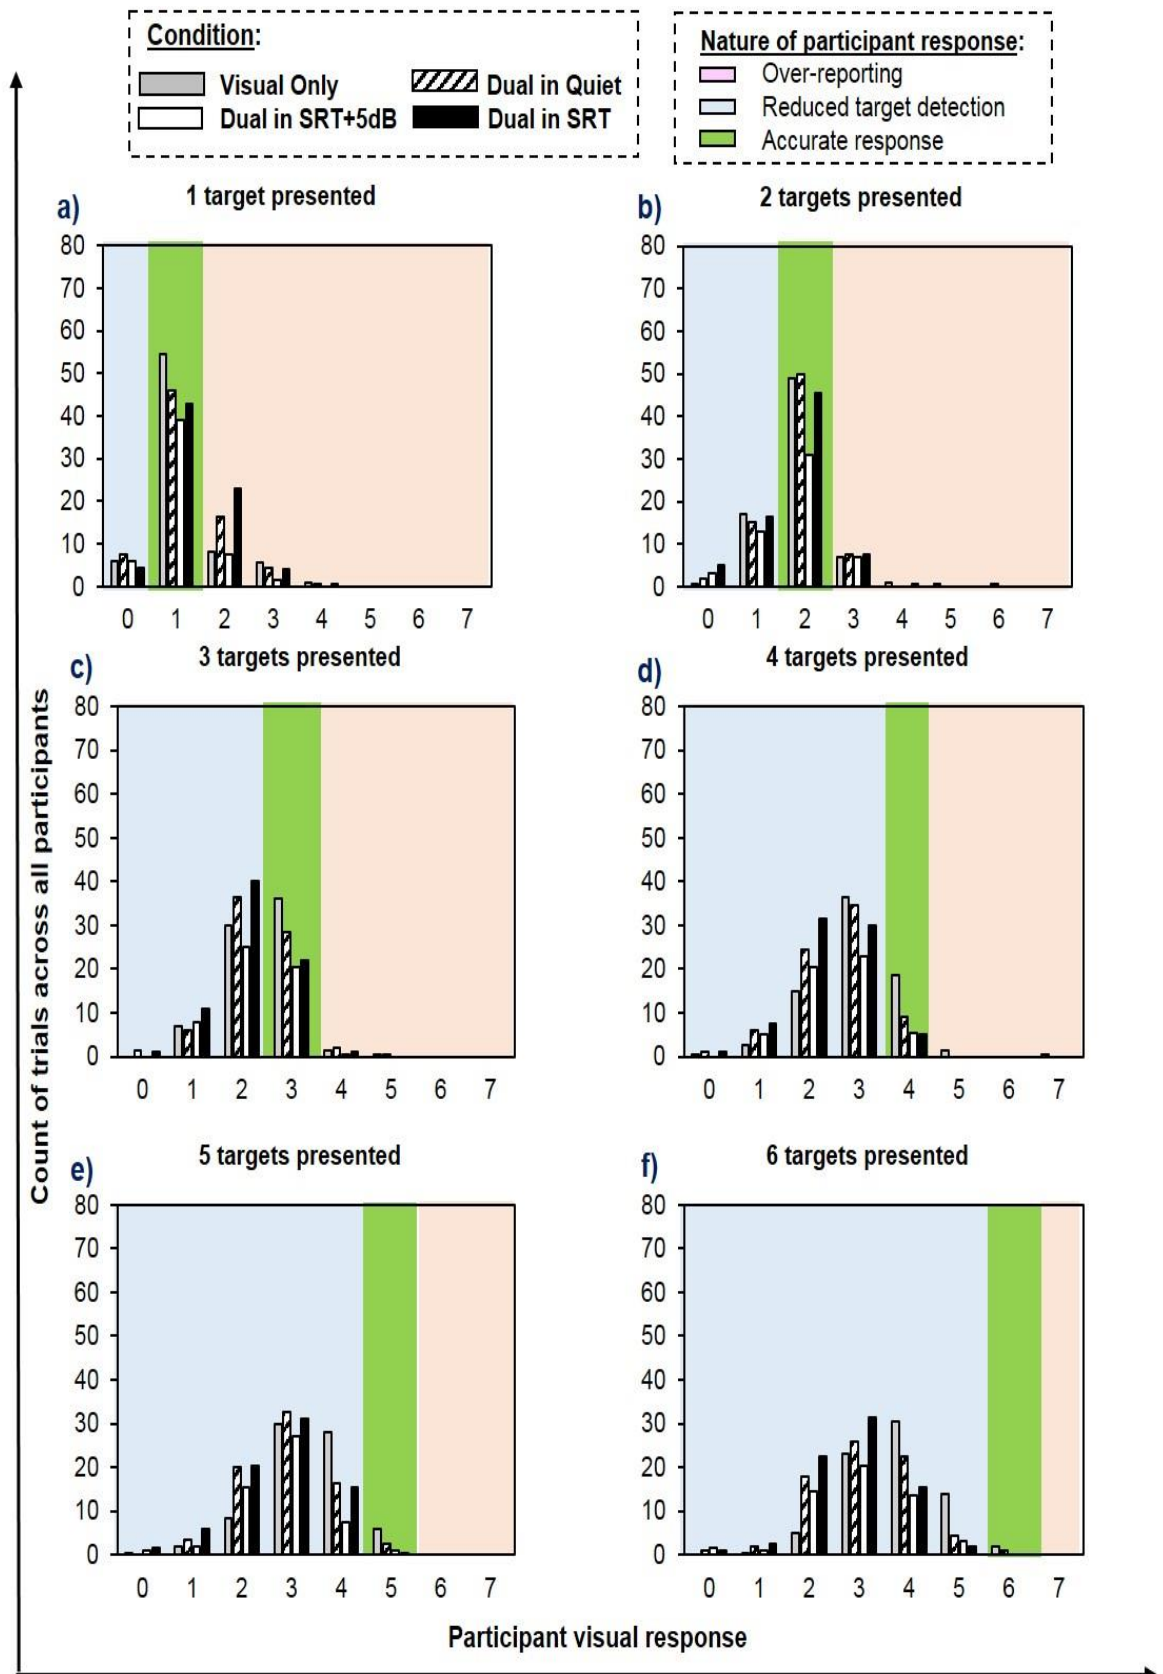 Condition:
Visual Only
Dual in Quiet
Dual in SRT+5dB
Dual in SRT
Nature of participant response:
Over-reporting
Reduced target detection
Accurate response
Count of trials across all participants
a)
1 target presented
80
70
60
50
40
30
20
10
0
0 1 2 3 4 5 6 7
b)
2 targets presented
80
70
60
50
40
30
20
10
0
0 1 2 3 4 5 6 7
c)
3 targets presented
80
70
60
50
40
30
20
10
0
0 1 2 3 4 5 6 7
d)
4 targets presented
80
70
60
50
40
30
20
10
0
0 1 2 3 4 5 6 7
e)
5 targets presented
80
70
60
50
40
30
20
10
0
0 1 2 3 4 5 6 7
f)
6 targets presented
80
70
60
50
40
30
20
10
0
0 1 2 3 4 5 6 7
Participant visual response